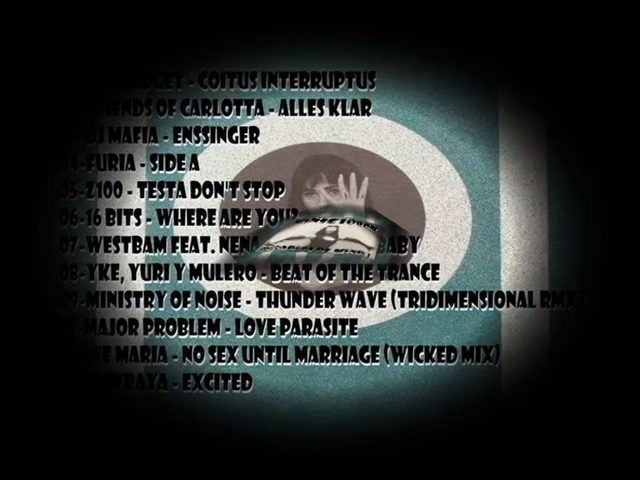 - COITUS INTERRUPTUS
OF CARLOTTA - ALLES KLAR
DJ MAFIA - ENSSINGER
FURIA - SIDE A
05-Z100 - TESTA DON'T STOP
06-16 BITS - WHERE ARE YOU?
07-WESTBAM FEAT. BABY
08-YKE, YURI Y MULERO - BEAT OF THE TRANCE
09-MINISTRY OF NOISE - THUNDER WAVE (TRIDIMENSIONAL RMX)
MAJOR PROBLEM - LOVE PARASITE
MARIA - NO SEX UNTIL MARRIAGE (WICKED MIX)
- EXCITED